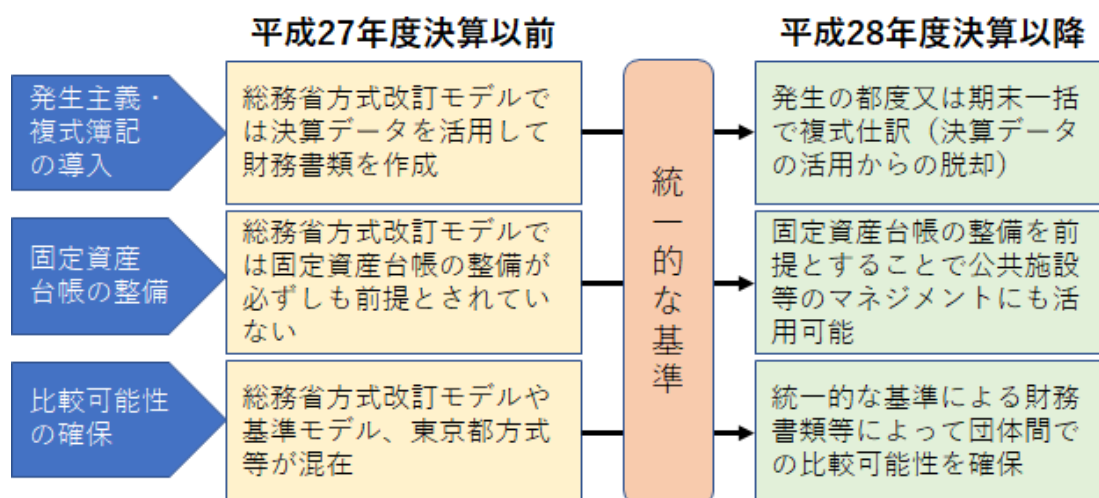 平成27年度決算以前
平成28年度決算以降
発生主義・
複式簿記
の導入
総務省方式改訂モデルで
は決算データを活用して
財務書類を作成
発生の都度又は期末一括
で複式仕訳（決算データ
の活用からの脱却）
統一的な基準
固定資産
台帳の整備
総務省方式改訂モデルで
は固定資産台帳の整備が
必ずしも前提とされてい
ない
固定資産台帳の整備を前
提とすることで公共施設
等のマネジメントにも活
用可能
比較可能性
の確保
総務省方式改訂モデルや
基準モデル、東京都方式
等が混在
統一的な基準による財務
書類等によって団体間で
の比較可能性を確保